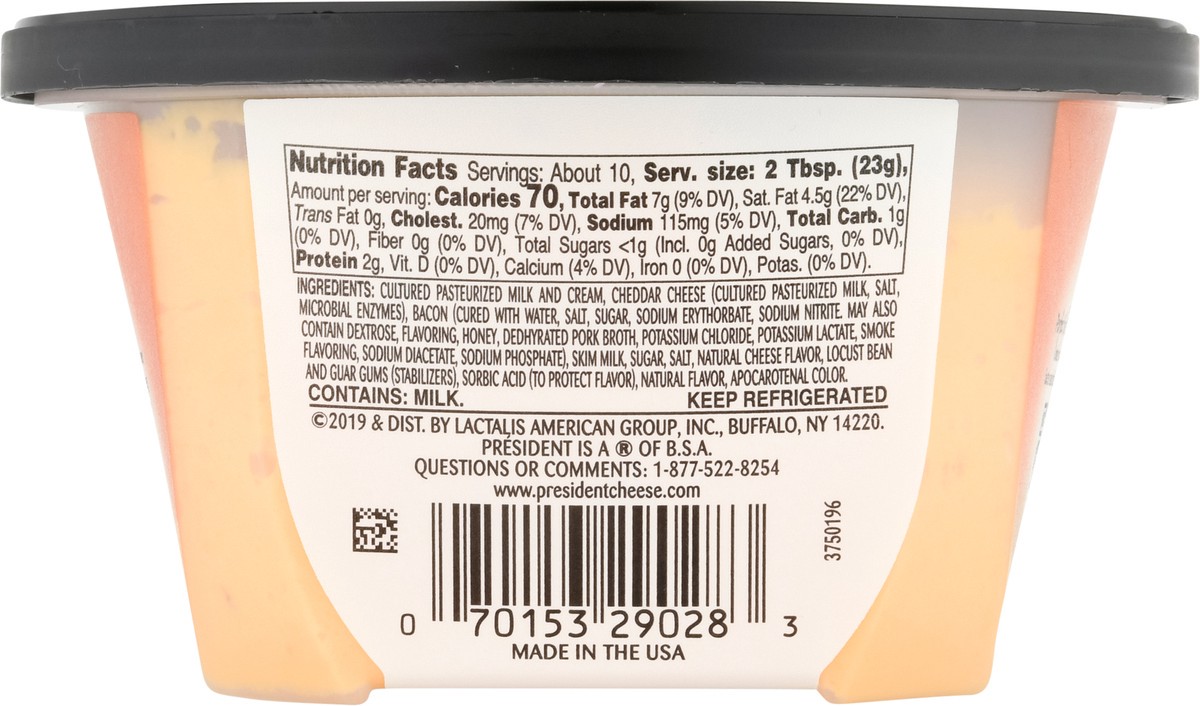 Nutrition Facts Servings: About 10, Serv. size: 2 Tbsp. (23g),
Amount per serving: Calories 70, Total Fat 7g (9% DV), Sat. Fat 4.5g (22% DV),
Trans Fat 0g, Cholest. 20mg (7% DV), Sodium 115mg (5% DV), Total Carb. 1g
(0% DV), Fiber 0g (0% DV), Total Sugars <1g (Incl. 0g Added Sugars, 0% DV),
Protein 2g, Vit. D (0% DV), Calcium (4% DV), Iron 0 (0% DV), Potas. (0% DV).
INGREDIENTS: CULTURED PASTEURIZED MILK AND CREAM, CHEDDAR CHEESE (CULTURED PASTEURIZED MILK, SALT,
MICROBIAL ENZYMES), BACON (CURED WITH WATER, SALT, SUGAR, SODIUM ERYTHORBATE, SODIUM NITRITE. MAY ALSO
CONTAIN DEXTROSE, FLAVORING, HONEY, DEDHYRATED PORK BROTH, POTASSIUM CHLORIDE, POTASSIUM LACTATE, SMOKE
FLAVORING, SODIUM DIACETATE, SODIUM PHOSPHATE), SKIM MILK, SUGAR, SALT, NATURAL CHEESE FLAVOR, LOCUST BEAN
AND GUAR GUMS (STABILIZERS), SORBIC ACID (TO PROTECT FLAVOR), NATURAL FLAVOR, APOCAROTENAL COLOR.
CONTAINS: MILK. KEEP REFRIGERATED
©2019 & DIST. BY LACTALIS AMERICAN GROUP, INC., BUFFALO, NY 14220.
PRÉSIDENT IS A ® OF B.S.A.
QUESTIONS OR COMMENTS: 1-877-522-8254
www.presidentcheese.com
3750196
0 70153 29028 3
MADE IN THE USA